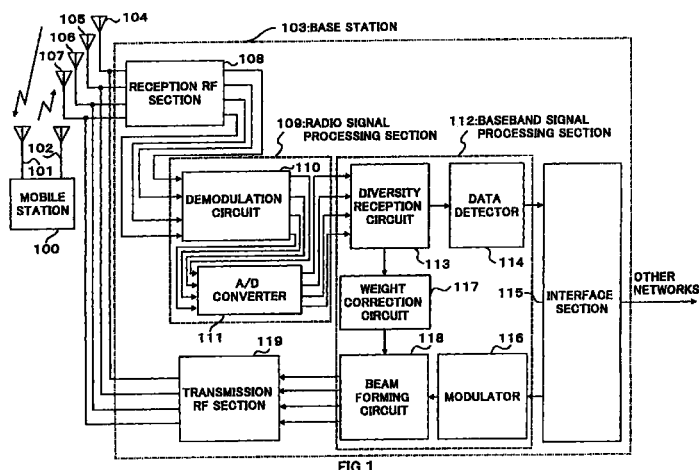 103:BASE STATION
104
105
106
107
108
RECEPTION RF
SECTION
109:RADIO SIGNAL
PROCESSING SECTION
112:BASEBAND SIGNAL
PROCESSING SECTION
110
DEMODULATION
CIRCUIT
DIVERSITY
RECEPTION
CIRCUIT
113
DATA
DETECTOR
114
101
102
MOBILE
STATION
100
A/D
CONVERTER
111
WEIGHT
CORRECTION
CIRCUIT
117
115
INTERFACE
SECTION
OTHER
NETWORKS
119
TRANSMISSION
RF SECTION
118
BEAM
FORMING
CIRCUIT
116
MODULATOR
FIG.1